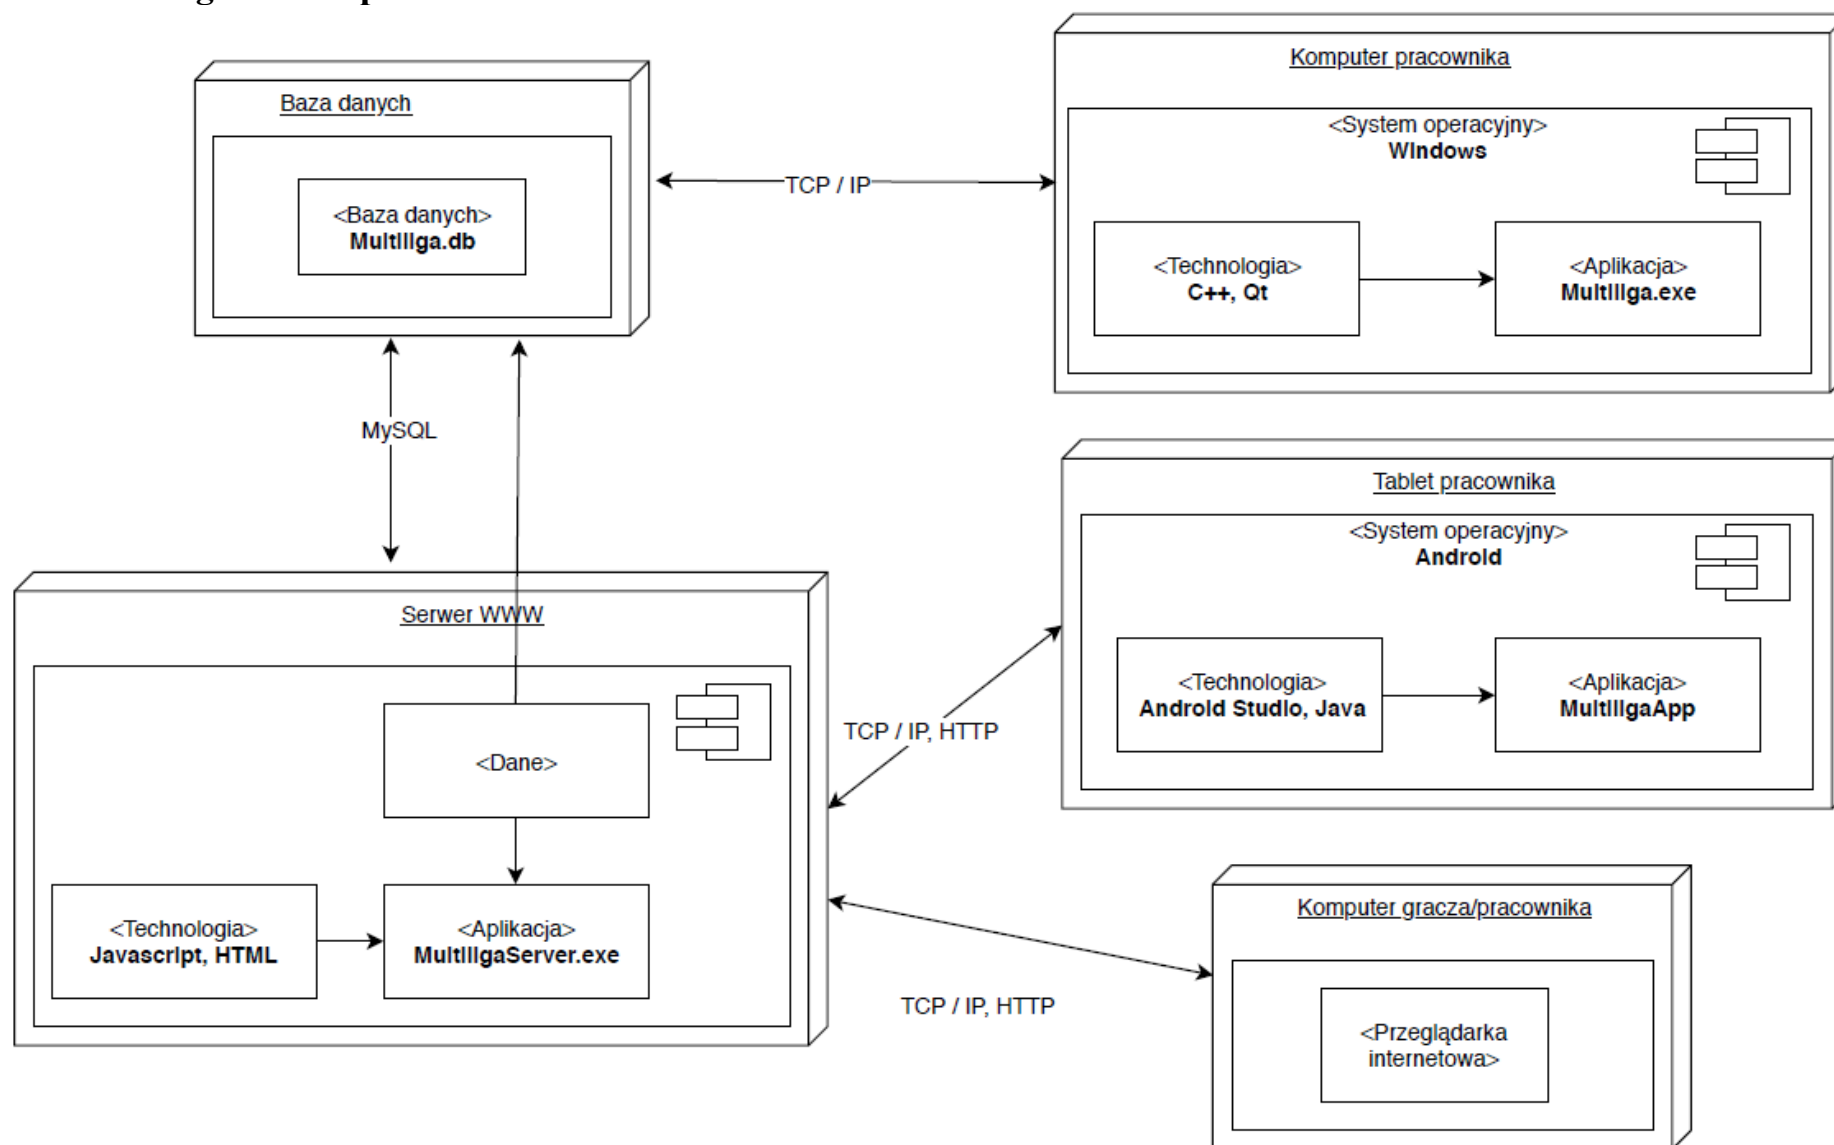 Baza danych
<Baza danych>
Multiliga.db
TCP / IP
Komputer pracownika
<System operacyjny>
Windows
<Technologia>
C++, Qt
<Aplikacja>
Multiliga.exe
MySQL
Tablet pracownika
<System operacyjny>
Android
<Technologia>
Android Studio, Java
<Aplikacja>
MultiligaApp
Serwer WWW
<Dane>
<Technologia>
Javascript, HTML
<Aplikacja>
MultiligaServer.exe
TCP / IP, HTTP
TCP / IP, HTTP
Komputer gracza/pracownika
<Przeglądarka
internetowa>